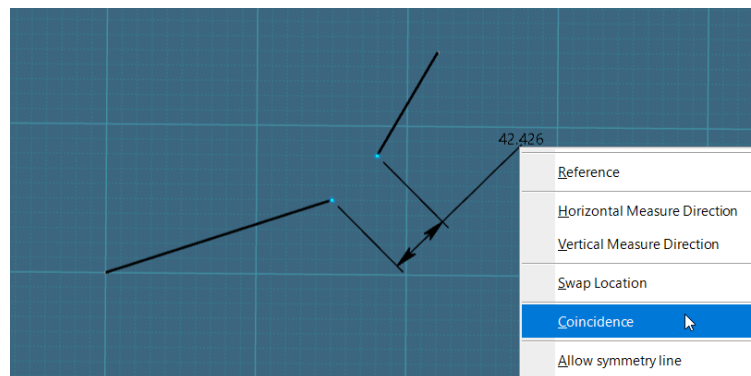 42.426
Reference
Horizontal Measure Direction
Vertical Measure Direction
Swap Location
Coincidence
Allow symmetry line